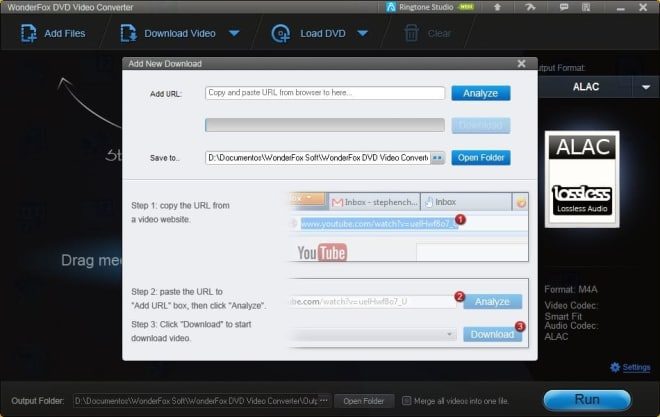 WonderFox DVD Video Converter
Ringtone Studio
Add Files
Download Video
Load DVD
Clear
Add New Download
Output Format:
ALAC
Add URL:
Copy and paste URL from browser to here...
Analyze
Download
Save to..
D:\Documentos\WonderFox Soft\WonderFox DVD Video Converte
Open Folder
Step 1: copy the URL from
a video website.
Inbox - stephench...
Inbox
www.youtube.com/watch?v=uelHwf8o7_U
1
YouTube
Drag me
Step 2: paste the URL to
"Add URL" box, then click "Analyze".
ube.com/watch?v=uelHwf8o7_U
2
Analyze
Step 3: Click "Download" to start
download video.
Download
3
ALAC
lossless
Lossless Audio
Format: M4A
Video Codec:
Smart Fit
Audio Codec:
ALAC
Settings
Output Folder:
D:\Documentos\WonderFox Soft\WonderFox DVD Video Converter\Outp
...
Open Folder
Merge all videos into one file.
Run